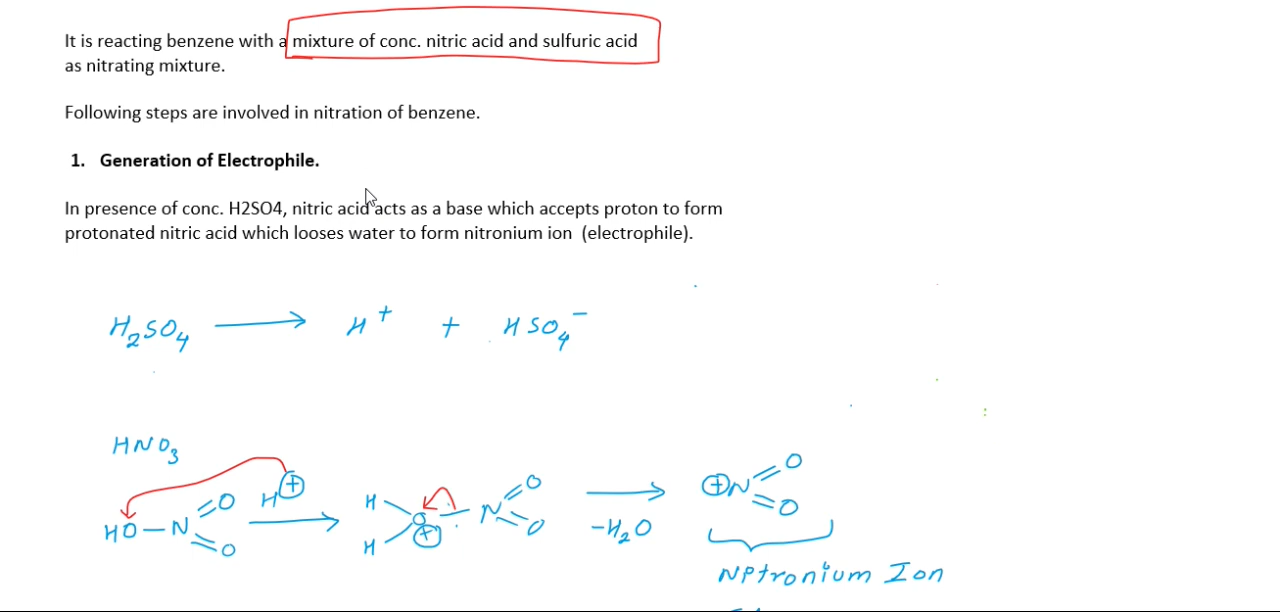 It is reacting benzene with a mixture of conc. nitric acid and sulfuric acid
as nitrating mixture.
Following steps are involved in nitration of benzene.
1. Generation of Electrophile.
In presence of conc. H2SO4, nitric acid acts as a base which accepts proton to form
protonated nitric acid which looses water to form nitronium ion (electrophile).
H₂SO₄ ⟶ H⁺ + HSO₄⁻
HNO₃
HO—N=O =O H⊕ ⟶ H H O⊕ —N=O =O ⟶ -H₂O ⊕N=O =O
Nitronium Ion